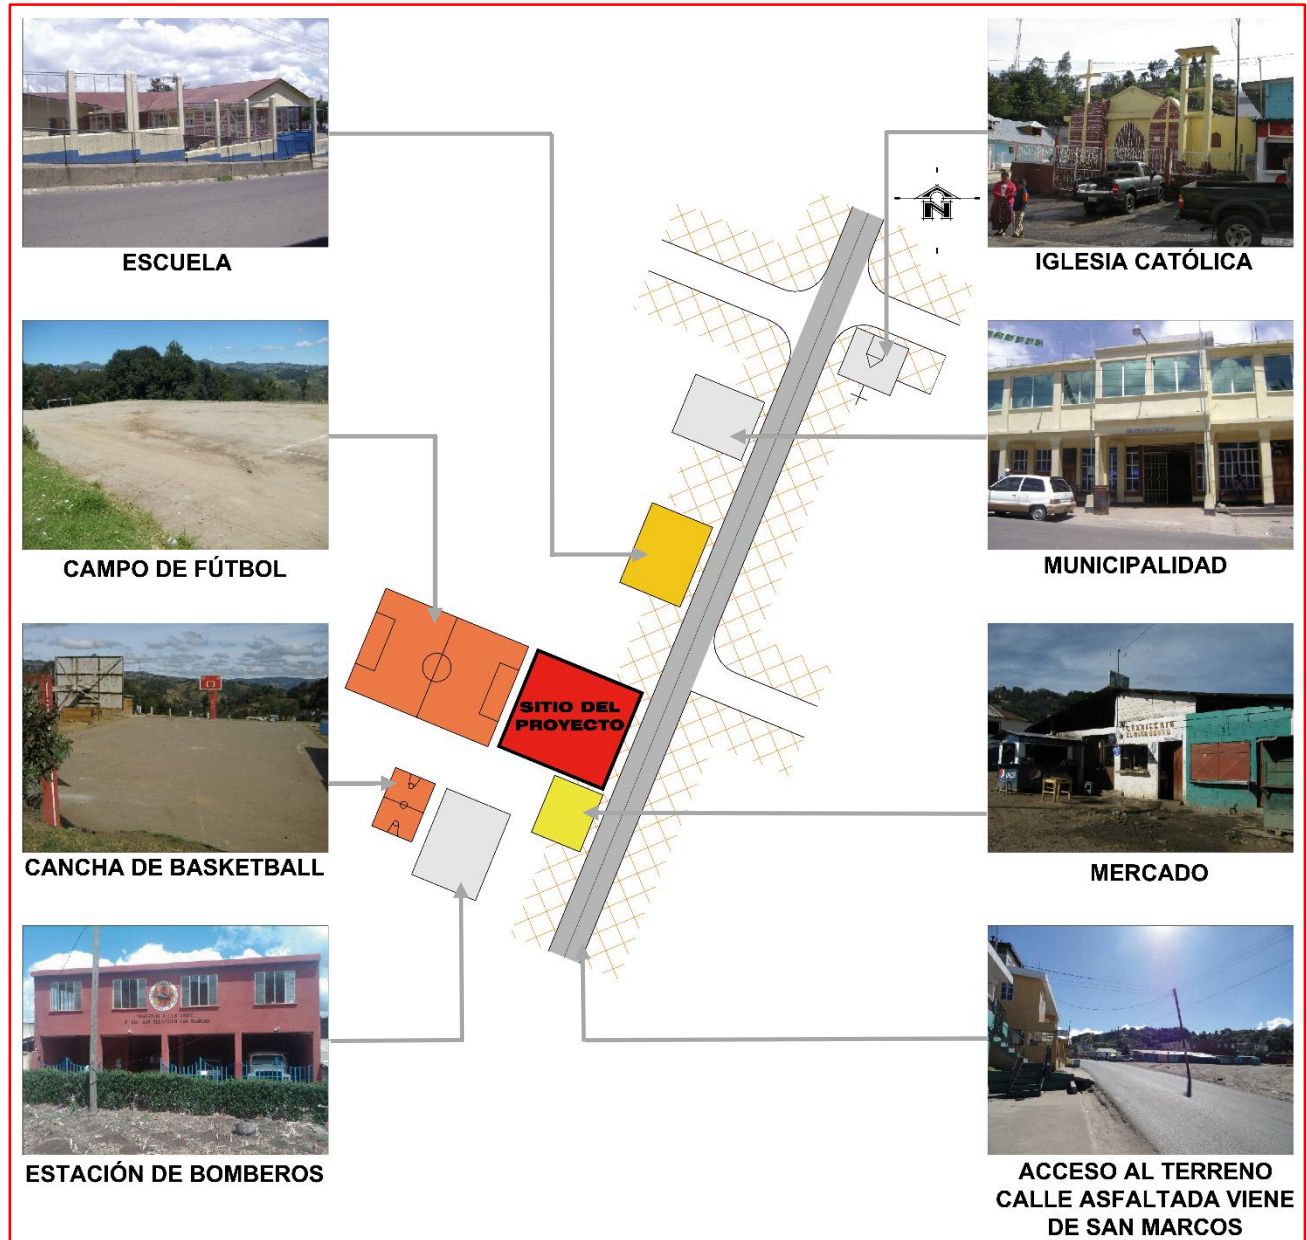 ESCUELA
IGLESIA CATÓLICA
N
CAMPO DE FÚTBOL
MUNICIPALIDAD
SITIO DEL
PROYECTO
CANCHA DE BASKETBALL
MERCADO
ESTACIÓN DE BOMBEROS
ACCESO AL TERRENO
CALLE ASFALTADA VIENE
DE SAN MARCOS